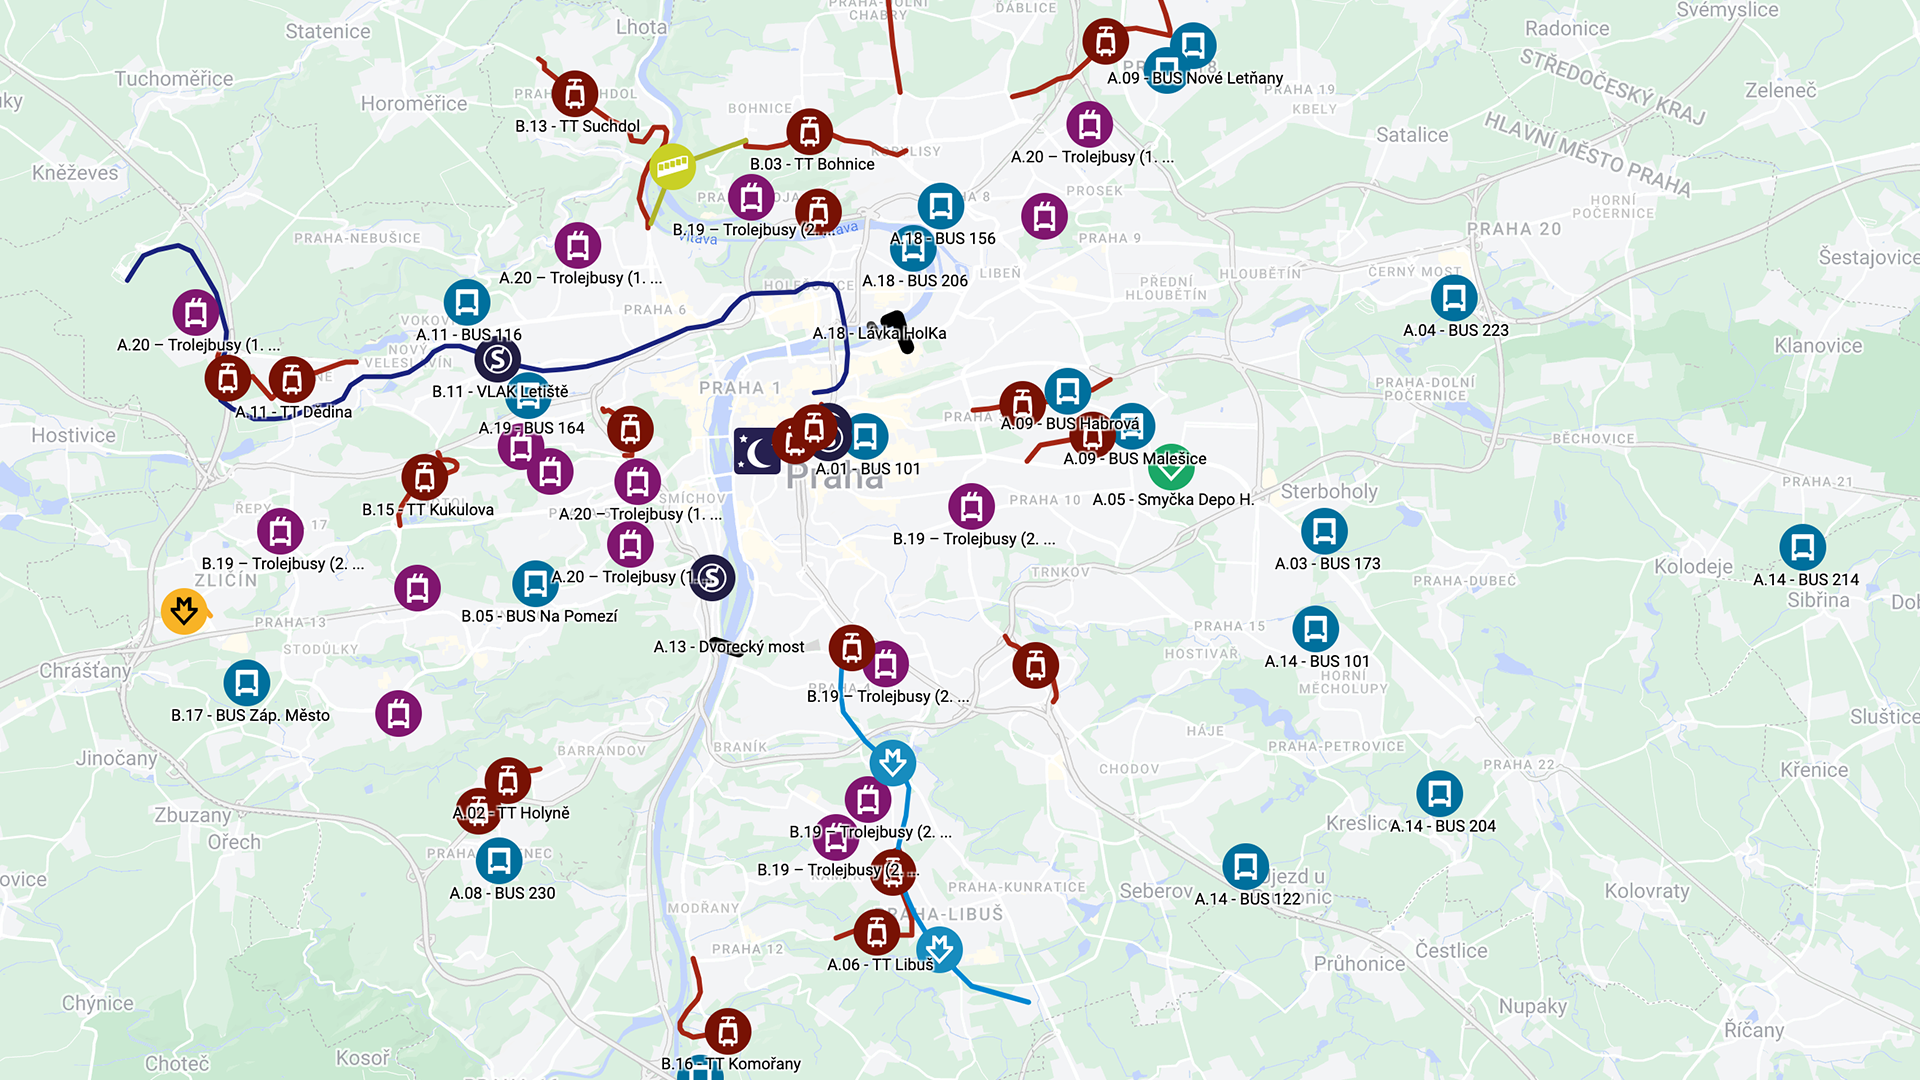 PRAHA-DOLNÍ
CHABRY
ĎÁBLICE
Svémyslice
Statenice
Lhota
Radonice
STŘEDOČESKÝ KRAJ
Tuchoměřice
A.09 - BUS Nové Letňany
Zeleneč
PRAHA 19
KBELY
Horoměřice
BOHNICE
HLAVNÍ MĚSTO PRAHA
B.13 - TT Suchdol
Satalice
B.03 - TT Bohnice
A.20 – Trolejbusy (1. ...
Kněževes
PROSEK
HORNÍ
POČERNICE
PRAHA 20
B.19 – Trolejbusy (2. ...
Vltava
A.18 - BUS 156
PRAHA 9
PRAHA-NEBUŠICE
Šestajovice
A.20 – Trolejbusy (1. ...
A.18 - BUS 206
LIBEŇ
HLOUBĚTÍN
ČERNÝ MOST
PŘEDNÍ
HLOUBĚTÍN
HOLEŠOVICE
PRAHA 6
A.11 - BUS 116
A.18 - Lávka HolKa
A.04 - BUS 223
A.20 – Trolejbusy (1. ...
NOVÝ
VELESLAVÍN
Klanovice
B.11 - VLAK Letiště
PRAHA 1
PRAHA-DOLNÍ
POČERNICE
A.11 - TT Dědina
A.19 - BUS 164
A.09 - BUS Habrová
Hostivice
BĚCHOVICE
A.09 - BUS Malešice
A.01 - BUS 101
Praha
PRAHA 21
Sterboholy
A.05 - Smyčka Depo H.
PRAHA 10
SMÍCHOV
B.15 - TT Kukulova
A.20 – Trolejbusy (1. ...
ŘEPY
17
B.19 – Trolejbusy (2. ...
B.19 – Trolejbusy (2. ...
A.03 - BUS 173
Kolodeje
ZLIČÍN
A.20 – Trolejbusy (1. ...
TRNKOV
PRAHA-DUBEČ
A.14 - BUS 214
Sibřina
B.05 - BUS Na Pomezí
PRAHA 13
STODŮLKY
PRAHA 15
A.13 - Dvorecký most
HOSTIVAŘ
A.14 - BUS 101
HORNÍ
MĚCHOLUPY
Chrášťany
B.19 – Trolejbusy (2. ...
B.17 - BUS Záp. Město
Sluštice
HÁJE
PRAHA-PETROVICE
BARRANDOV
BRANÍK
Jinočany
CHODOV
PRAHA 22
Křenice
A.02 - TT Holyně
Zbuzany
Kreslice
A.14 - BUS 204
B.19 – Trolejbusy (2. ...
Ořech
B.19 – Trolejbusy (2. ...
A.08 - BUS 230
PRAHA-KUNRATICE
Seberov
A.14 - BUS 122
Kolovraty
MODŘANY
PRAHA-LIBUŠ
PRAHA 12
A.06 - TT Libuš
Čestlice
Průhonice
Chýnice
Nupaky
Říčany
Kosoř
Choteč
B.16 - TT Komořany